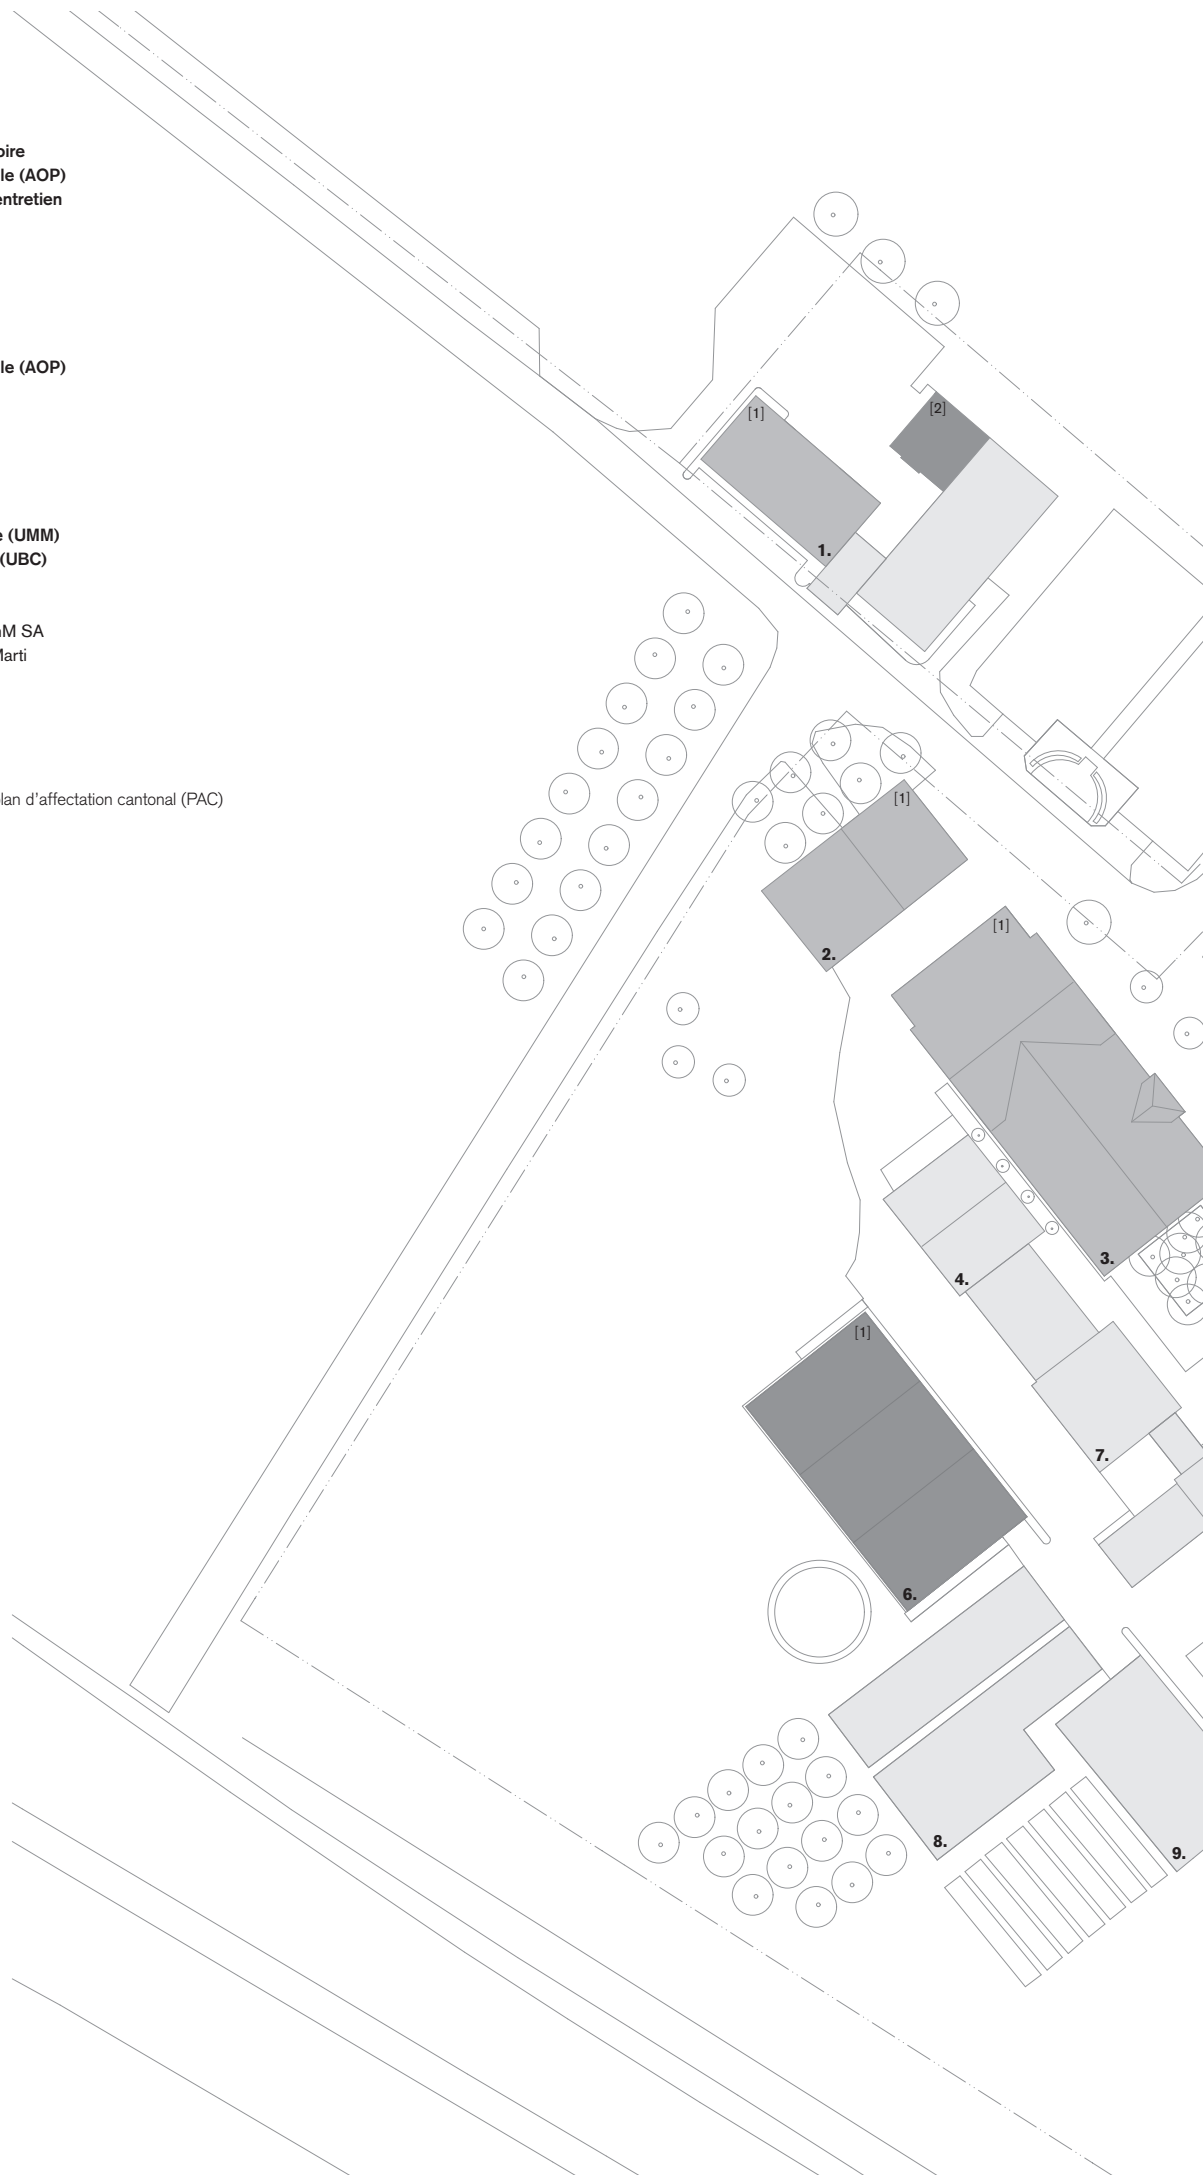 oire
le (AOP)
entretien
le (AOP)
e (UMM)
(UBC)
M SA
Marti
lan d'affectation cantonal (PAC)
[1]
[2]
1.
[1]
2.
[1]
3.
4.
[1]
7.
6.
8.
9.